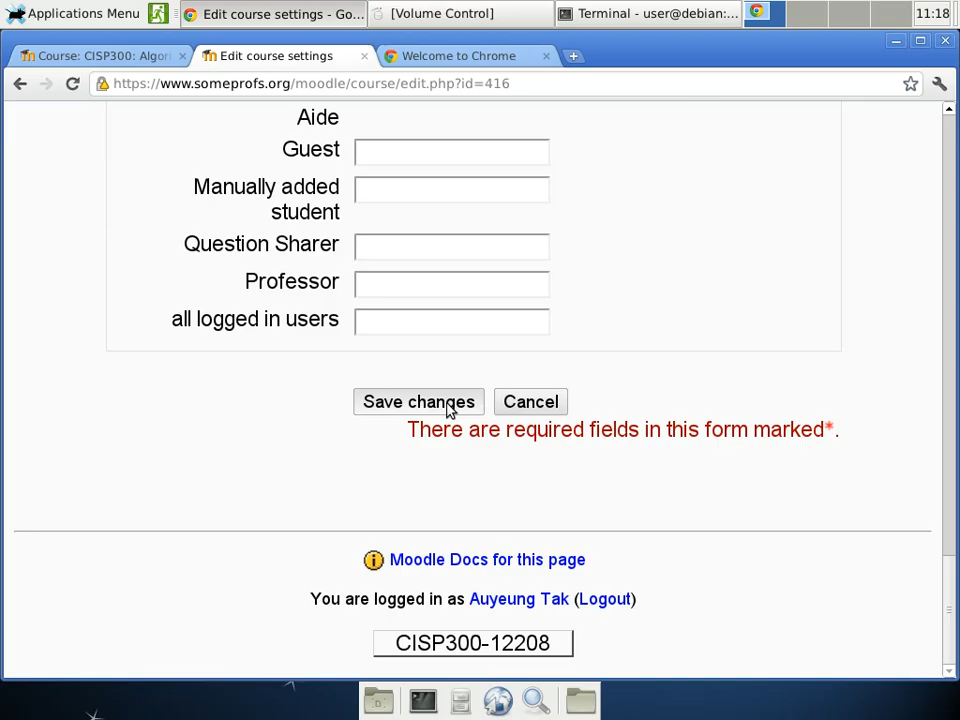 Applications Menu
Edit course settings - Go...
[Volume Control]
Terminal - user@debian:...
11:18
Course: CISP300: Algori
Edit course settings
Welcome to Chrome
https://www.someprofs.org/moodle/course/edit.php?id=416
Aide
Guest
Manually added
student
Question Sharer
Professor
all logged in users
Save changes
Cancel
There are required fields in this form marked*.
Moodle Docs for this page
You are logged in as Auyeung Tak (Logout)
CISP300-12208